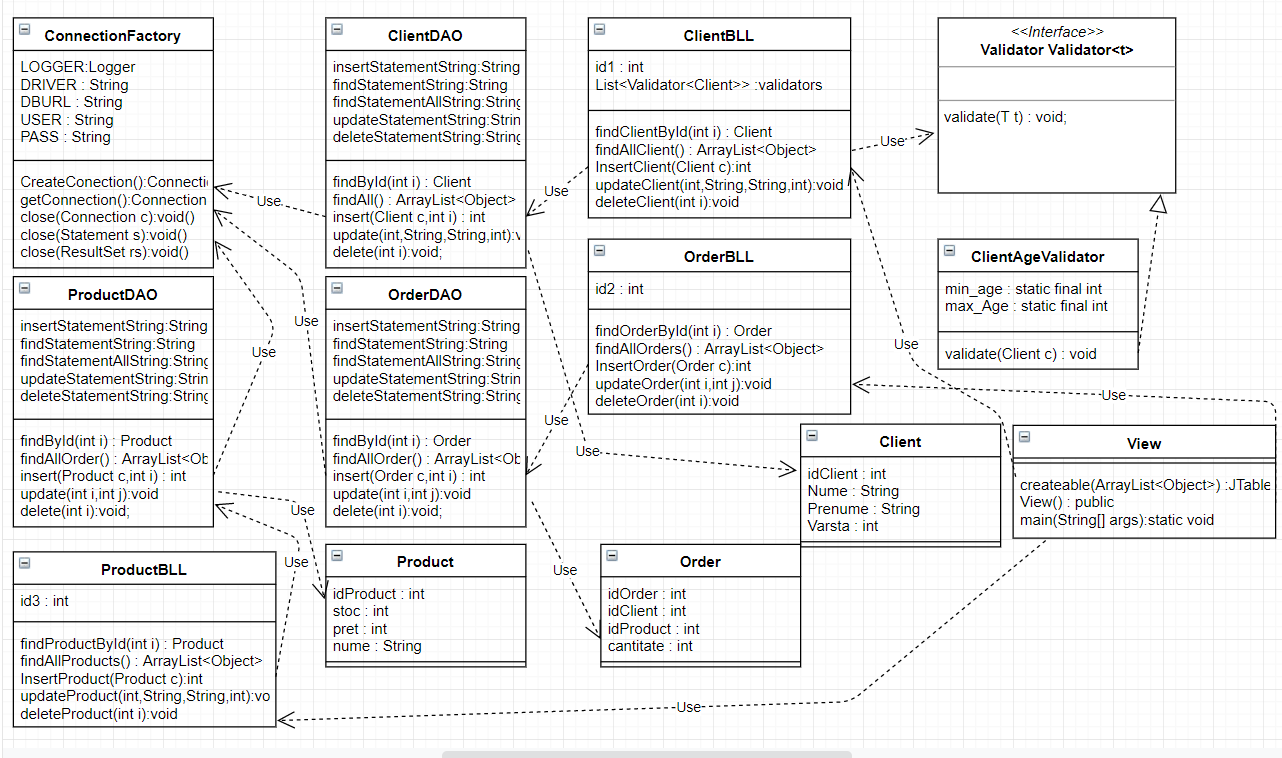 ConnectionFactory
LOGGER:Logger
DRIVER : String
DBURL : String
USER : String
PASS : String
CreateConection():Connecti
getConnection():Connection
close(Connection c):void()
close(Statement s):void()
close(ResultSet rs):void()
ClientDAO
insertStatementString:String
findStatementString:String
findStatementAllString:String
updateStatementString:Strin
deleteStatementString:String
findById(int i) : Client
findAll() : ArrayList<Object>
insert(Client c,int i) : int
update(int,String,String,int):v
delete(int i):void;
ClientBLL
id1 : int
List<Validator<Client>> :validators
findClientById(int i) : Client
findAllClient() : ArrayList<Object>
InsertClient(Client c):int
updateClient(int,String,String,int):void
deleteClient(int i):void
<<Interface>>
Validator Validator<t>
validate(T t) : void;
Use
Use
Use
ProductDAO
insertStatementString:String
findStatementString:String
findStatementAllString:String
updateStatementString:Strin
deleteStatementString:String
findById(int i) : Product
findAllOrder() : ArrayList<Ob
insert(Product c,int i) : int
update(int i,int j):void
delete(int i):void;
OrderDAO
insertStatementString:String
findStatementString:String
findStatementAllString:String
updateStatementString:Strin
deleteStatementString:String
findById(int i) : Order
findAllOrder() : ArrayList<Ob
insert(Order c,int i) : int
update(int i,int j):void
delete(int i):void;
OrderBLL
id2 : int
findOrderById(int i) : Order
findAllOrders() : ArrayList<Object>
InsertOrder(Order c):int
updateOrder(int i,int j):void
deleteOrder(int i):void
ClientAgeValidator
min_age : static final int
max_Age : static final int
validate(Client c) : void
Use
Use
Use
Use
Use
Use
Client
idClient : int
Nume : String
Prenume : String
Varsta : int
View
createable(ArrayList<Object>) :JTable
View() : public
main(String[] args):static void
Use
Use
Use
ProductBLL
id3 : int
findProductById(int i) : Product
findAllProducts() : ArrayList<Object>
InsertProduct(Product c):int
updateProduct(int,String,String,int):vo
deleteProduct(int i):void
Product
idProduct : int
stoc : int
pret : int
nume : String
Order
idOrder : int
idClient : int
idProduct : int
cantitate : int
Use